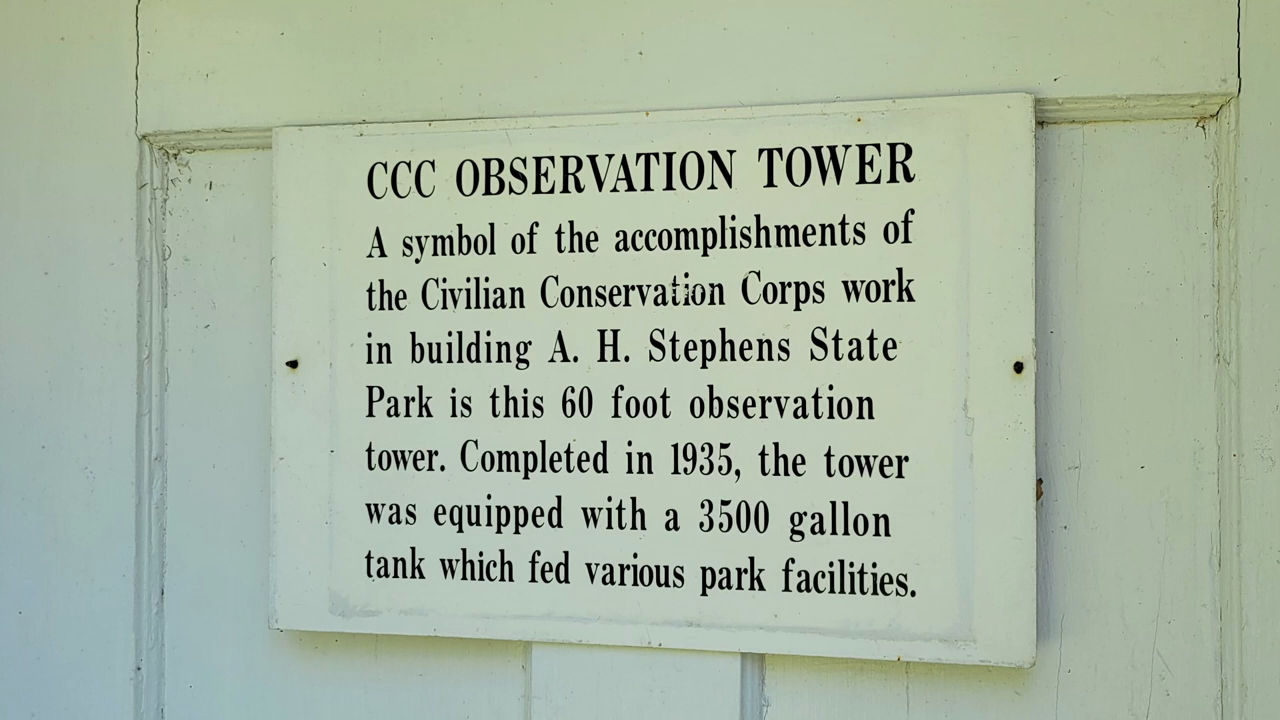 CCC OBSERVATION TOWER
A symbol of the accomplishments of
the Civilian Conservation Corps work
in building A. H. Stephens State
Park is this 60 foot observation
tower. Completed in 1935, the tower
was equipped with a 3500 gallon
tank which fed various park facilities.